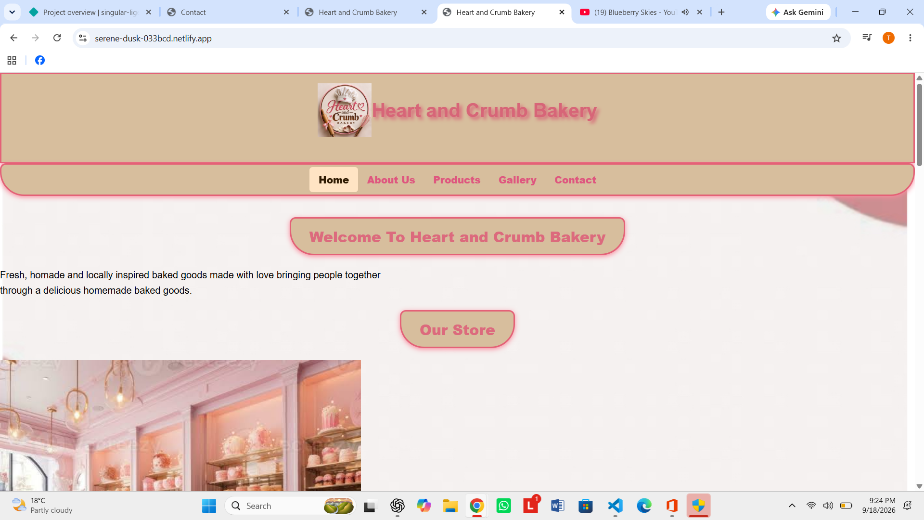 Project overview | singular-lig
Contact
Heart and Crumb Bakery
Heart and Crumb Bakery
(19) Blueberry Skies - You
Ask Gemini
serene-dusk-033bcd.netlify.app
T
Heart and Crumb BAKERY
Heart and Crumb Bakery
Home
About Us
Products
Gallery
Contact
Welcome To Heart and Crumb Bakery
Fresh, homade and locally inspired baked goods made with love bringing people together
through a delicious homemade baked goods.
Our Store
18°C
Partly cloudy
Search
L
1
9:24 PM
9/18/2026